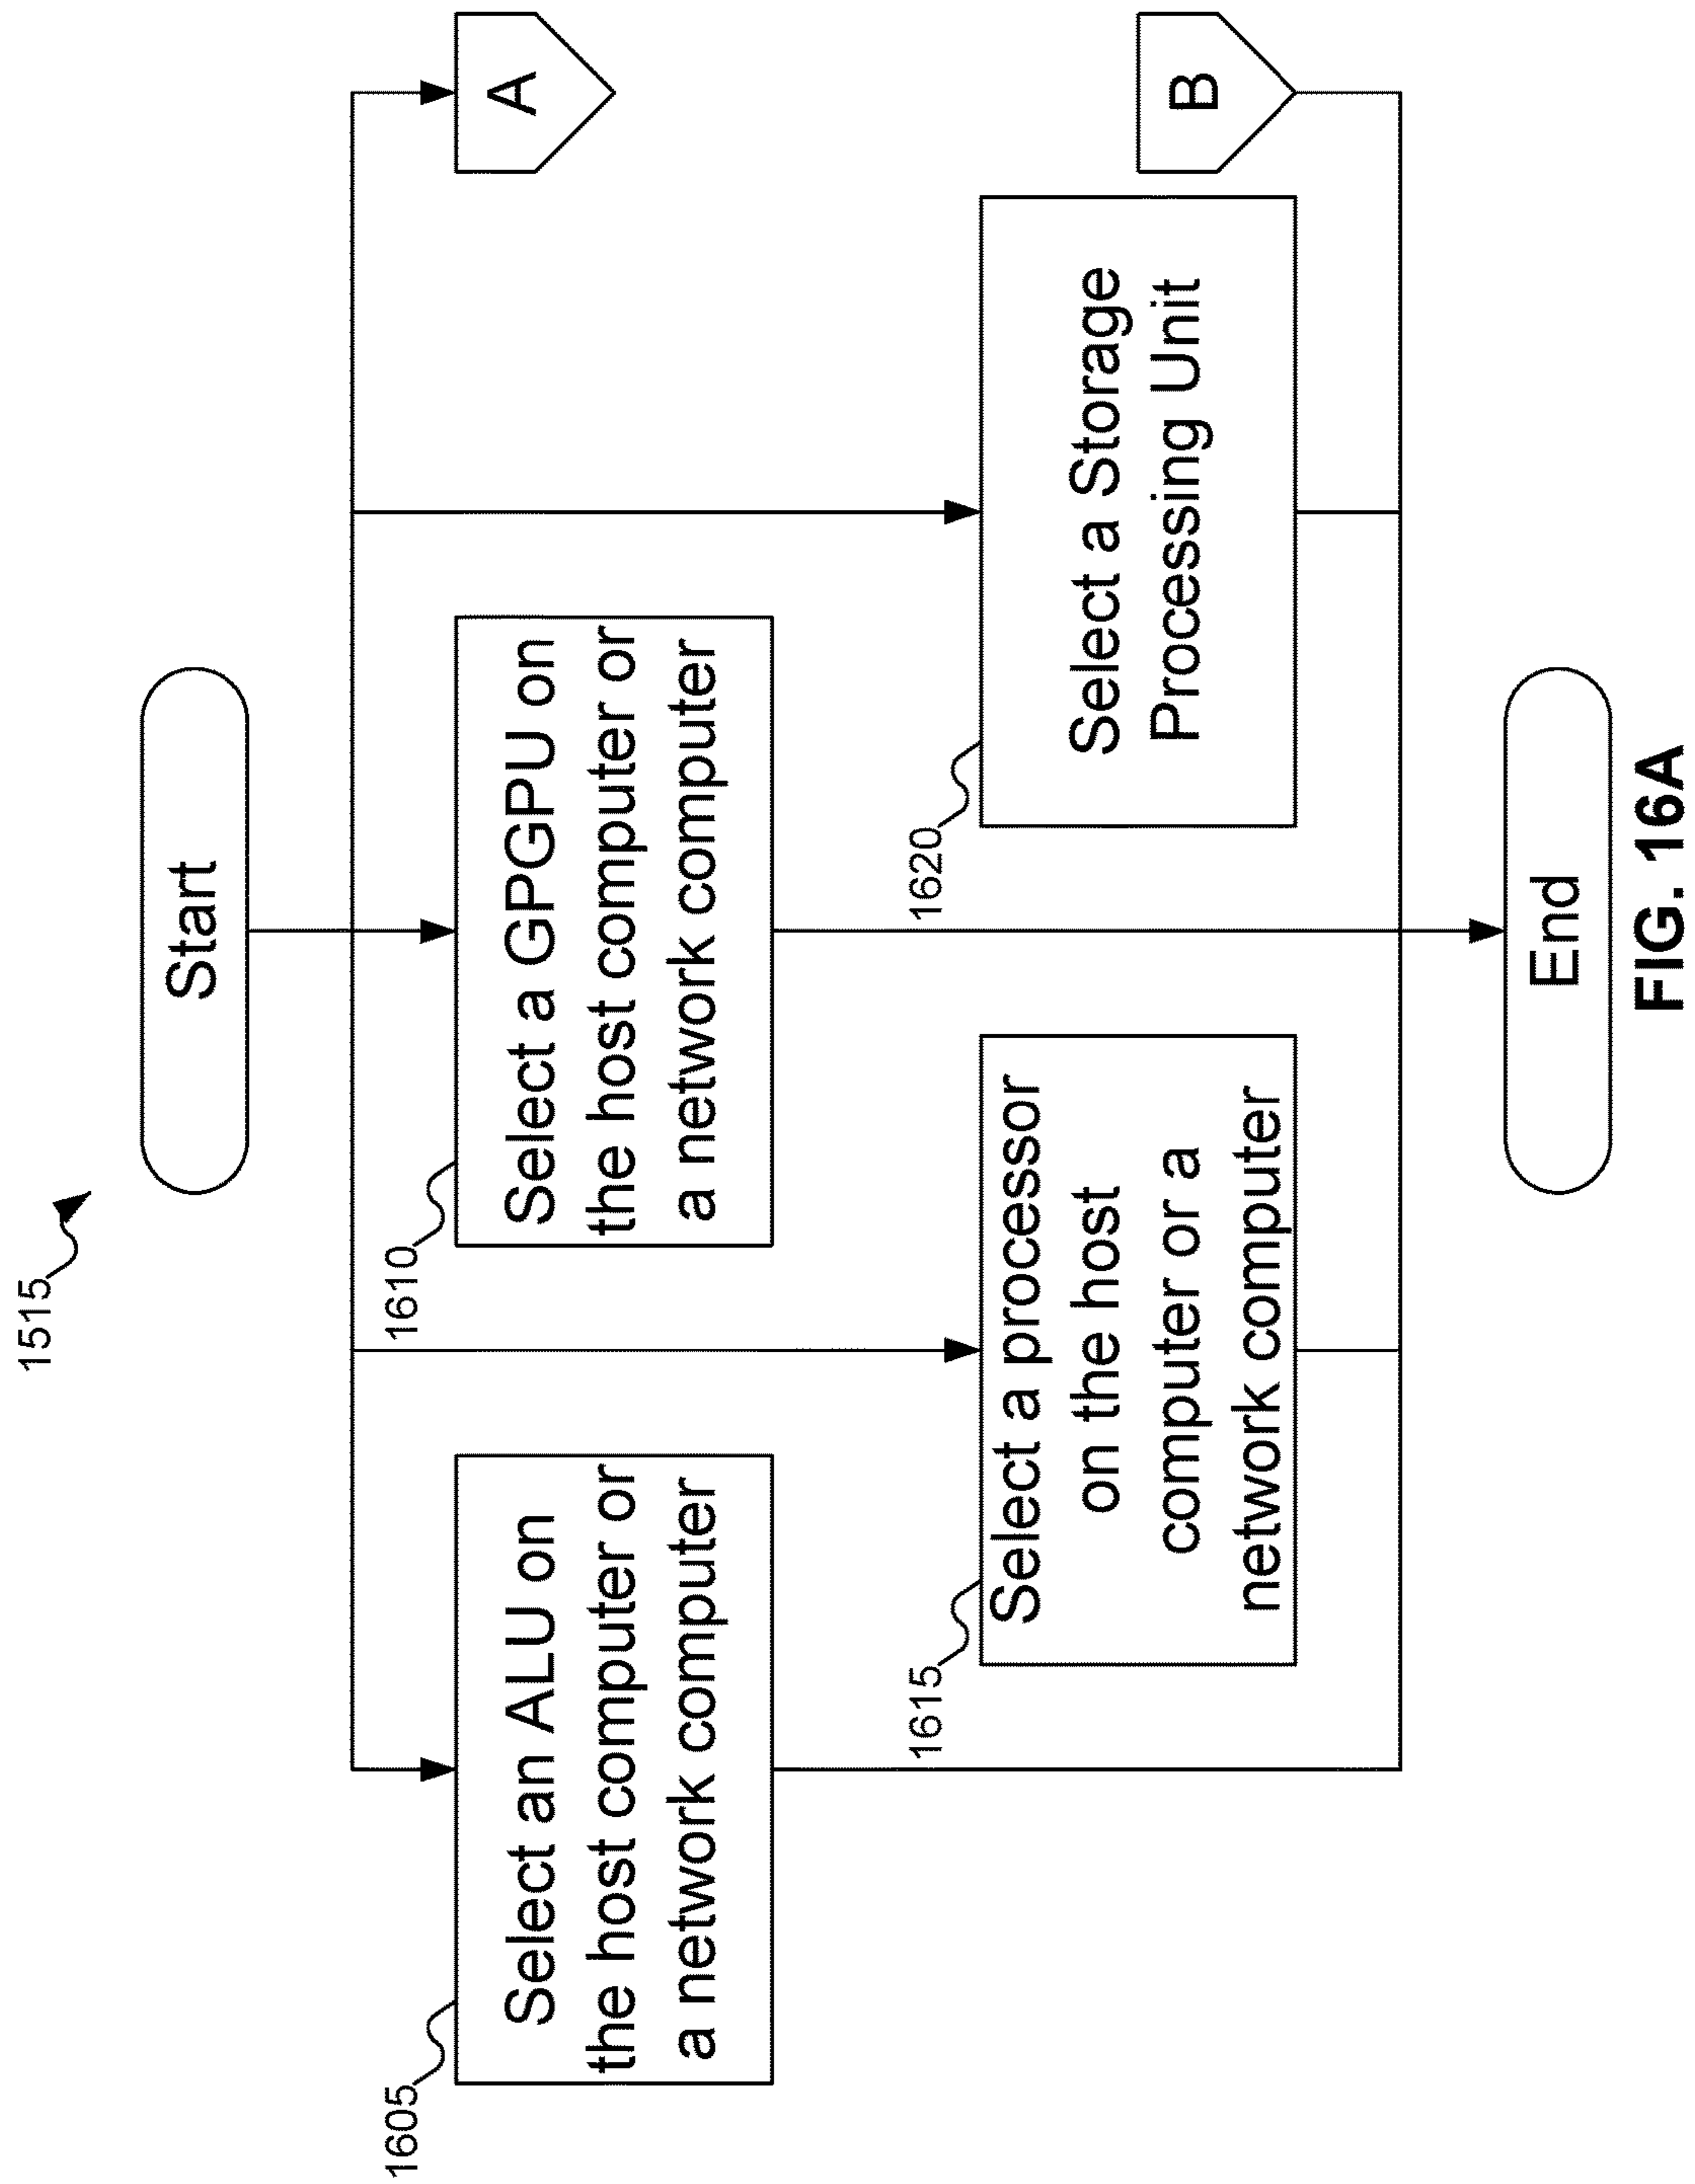 1515
Start
1605
Select an ALU on
the host computer or
a network computer
1610
Select a GPGPU on
the host computer or
a network computer
A
1615
Select a processor
on the host
computer or a
network computer
1620
Select a Storage
Processing Unit
B
End
FIG. 16A